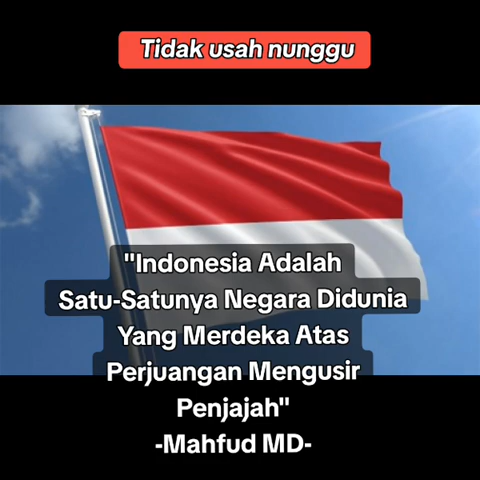 Tidak usah nunggu
"Indonesia Adalah
Satu-Satunya Negara Didunia
Yang Merdeka Atas
Perjuangan Mengusir
Penjajah"
-Mahfud MD-